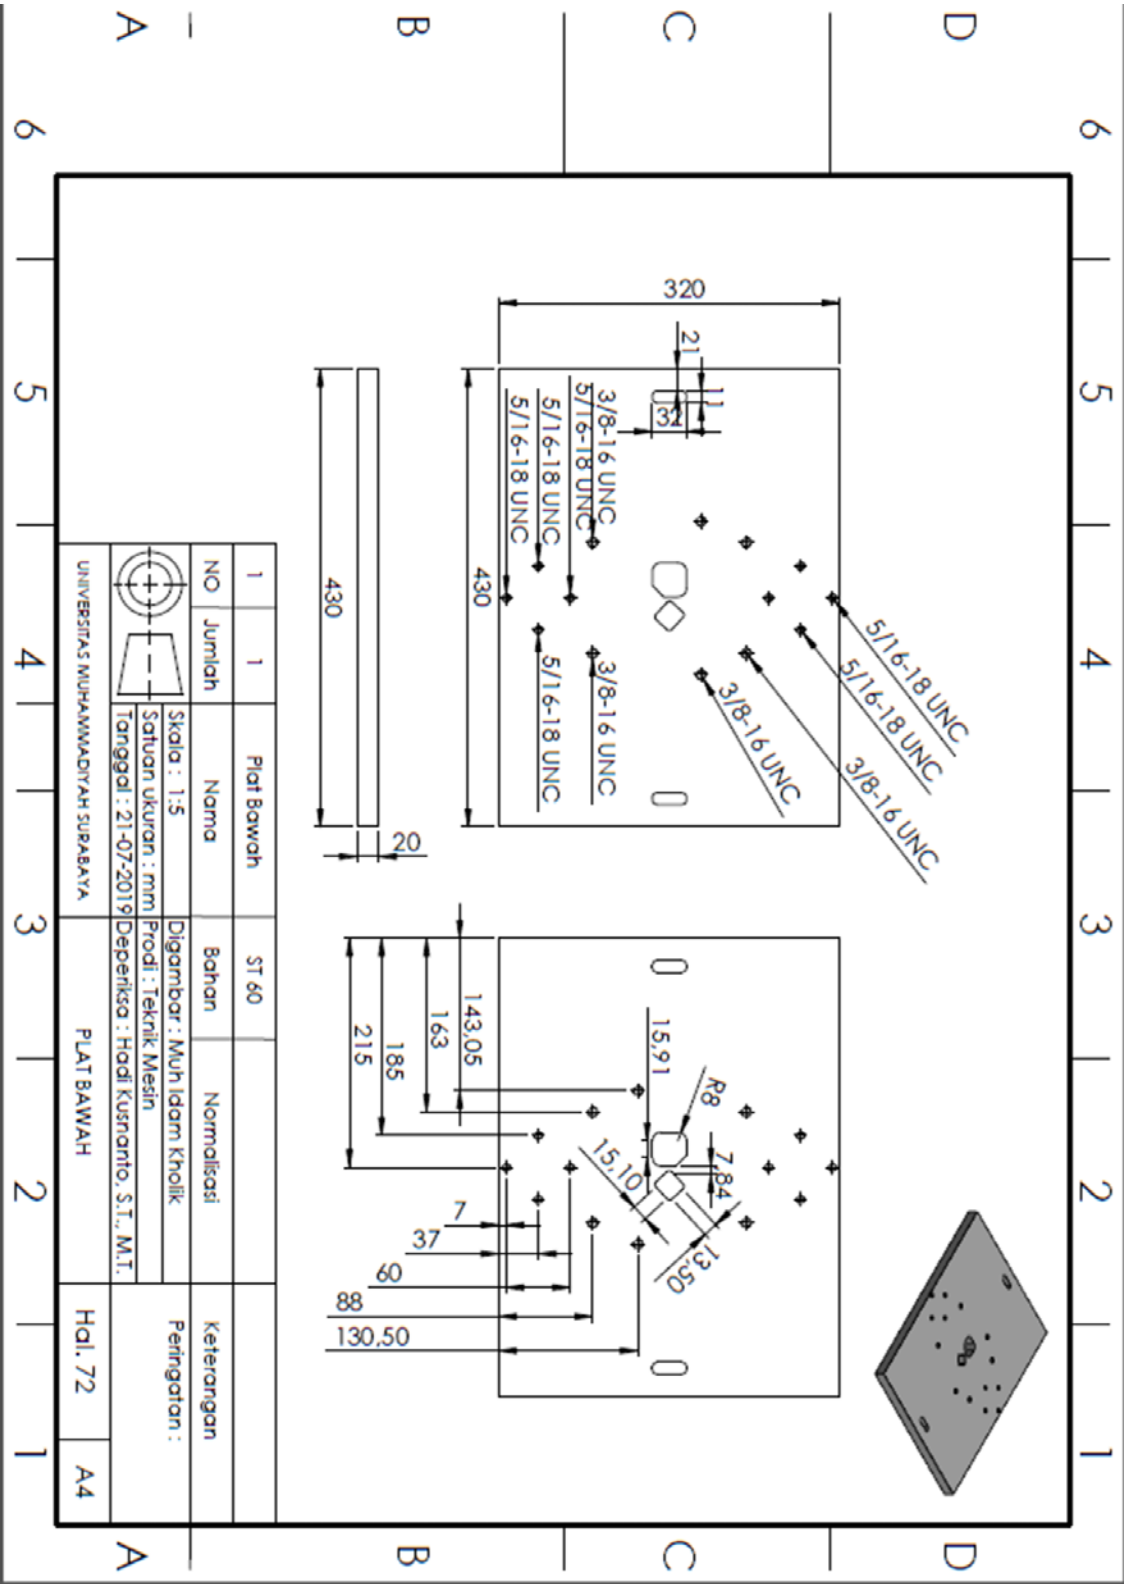 6
5
4
3
2
1
D
D
C
C
B
B
A
A
320
21
11
32
430
3/8-16 UNC
5/16-18 UNC
5/16-18 UNC
5/16-18 UNC
5/16-18 UNC
3/8-16 UNC
5/16-18 UNC
5/16-18 UNC
3/8-16 UNC
3/8-16 UNC
430
20
143,05
163
185
215
15,91
R8
7,84
15,10
13,50
7
37
60
88
130,50
1 1 Plat Bawah ST 60
NO Jumlah Nama Bahan Normalisasi Keterangan
Skala : 1:5 Digambar : Muh Idam Kholik Peringatan :
Satuan ukuran : mm Prodi : Teknik Mesin
Tanggal : 21-07-2019 Deperiksa : Hadi Kusnanto, S.T., M.T.
UNIVERSITAS MUHAMMADIYAH SURABAYA PLAT BAWAH Hal. 72 A4
6
5
4
3
2
1